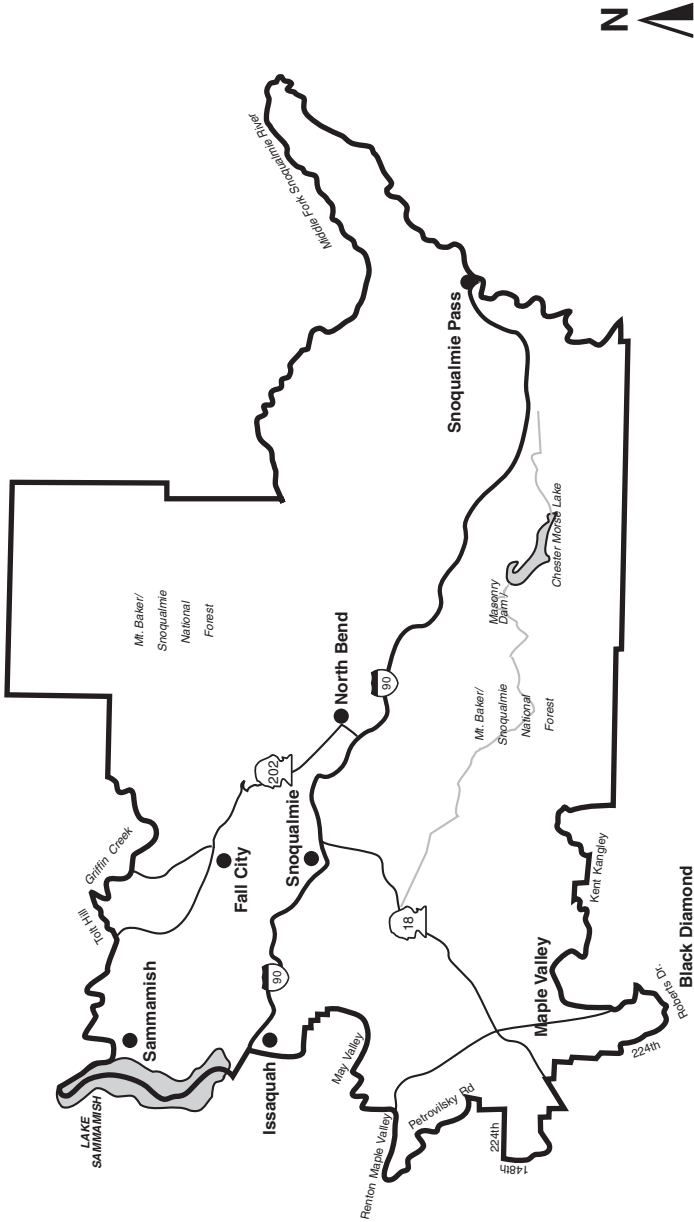 N
Middle Fork Snoqualmie River
Snoqualmie Pass
Mt. Baker/
Snoqualmie
National
Forest
Chester Morse Lake
Masonry
Dam
North Bend
90
Mt. Baker/
Snoqualmie
National
Forest
202
Snoqualmie
Griffin Creek
Tolt Hill
Fall City
18
Kent Kangley
Black Diamond
Roberts Dr.
Maple Valley
224th
90
Sammamish
Issaquah
May Valley
LAKE
SAMMAMISH
Renton Maple Valley
Petrovilsky Rd
224th
148th